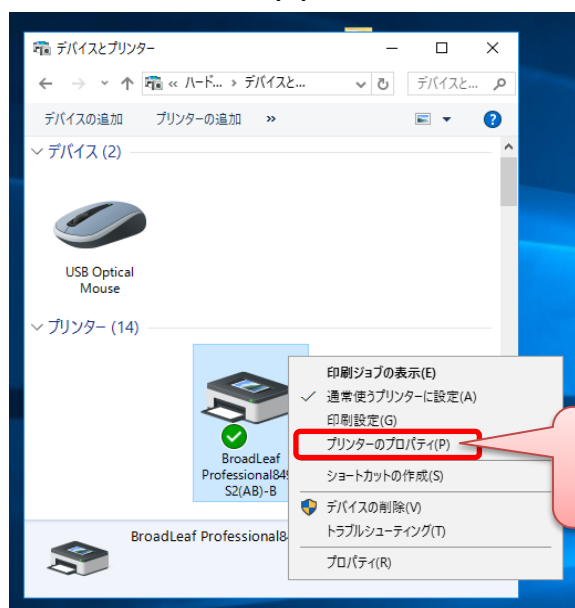 デバイスとプリンター
« ハード... › デバイスと...
デバイスと...
デバイスの追加 プリンターの追加 »
デバイス (2)
USB Optical
Mouse
プリンター (14)
印刷ジョブの表示(E)
通常使うプリンターに設定(A)
印刷設定(G)
プリンターのプロパティ(P)
ショートカットの作成(S)
デバイスの削除(V)
トラブルシューティング(T)
プロパティ(R)
BroadLeaf
Professional849
S2(AB)-B
BroadLeaf Professional8